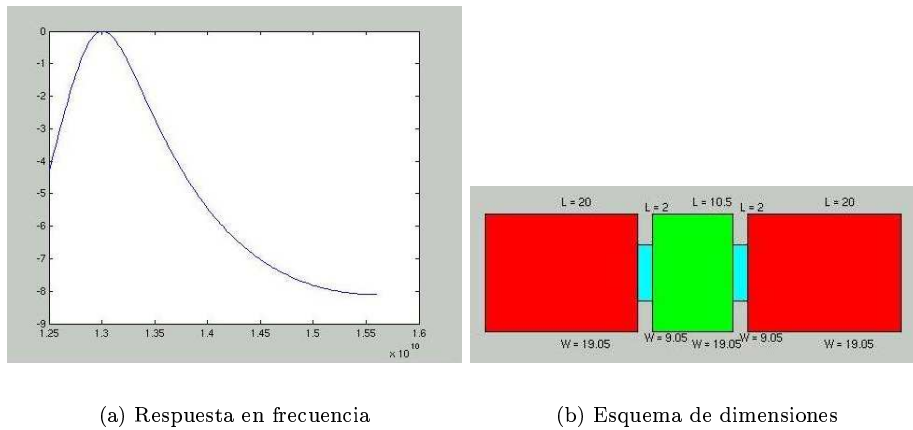 0
-1
-2
-3
-4
-5
-6
-7
-8
-9
1.25 1.3 1.35 1.4 1.45 1.5 1.55 1.6
x 10^10
L = 20 L = 2 L = 10.5 L = 2 L = 20
W = 19.05 W = 9.05 W = 19.05 W = 9.05 W = 19.05
(a) Respuesta en frecuencia
(b) Esquema de dimensiones